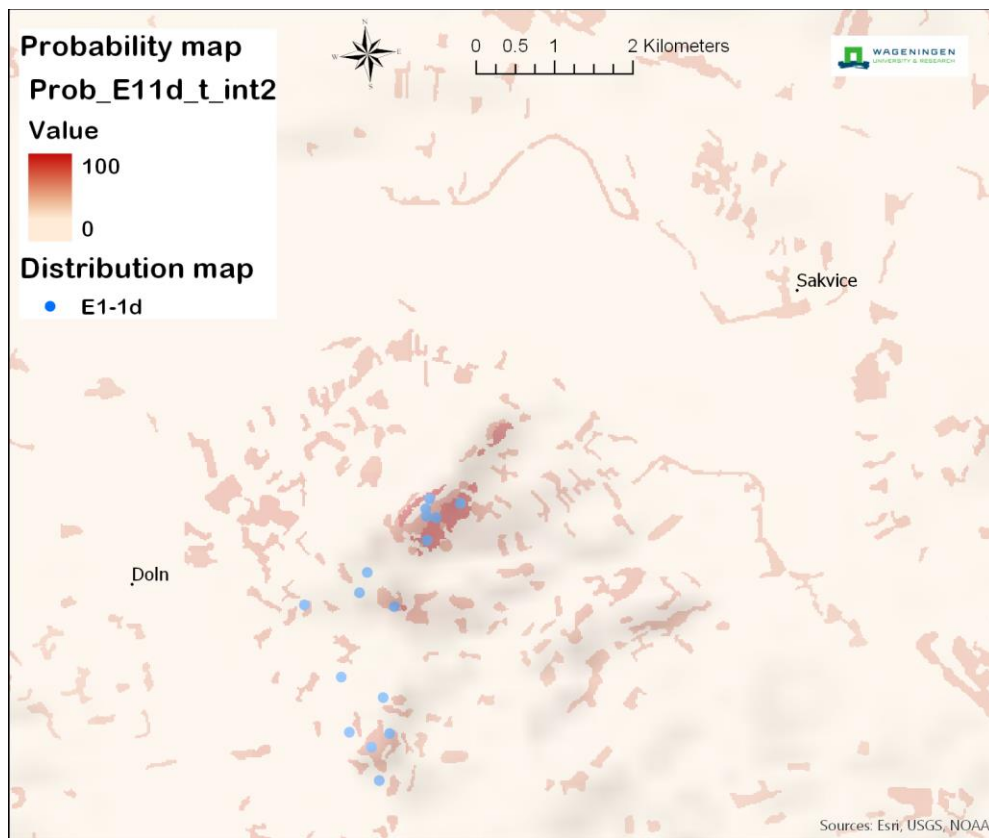 Probability map
Prob_E11d_t_int2
Value
100
0
Distribution map
E1-1d
N
W
E
S
0 0.5 1 2 Kilometers
WAGENINGEN
UNIVERSITY & RESEARCH
Sakvice
Doln
Sources: Esri, USGS, NOAA